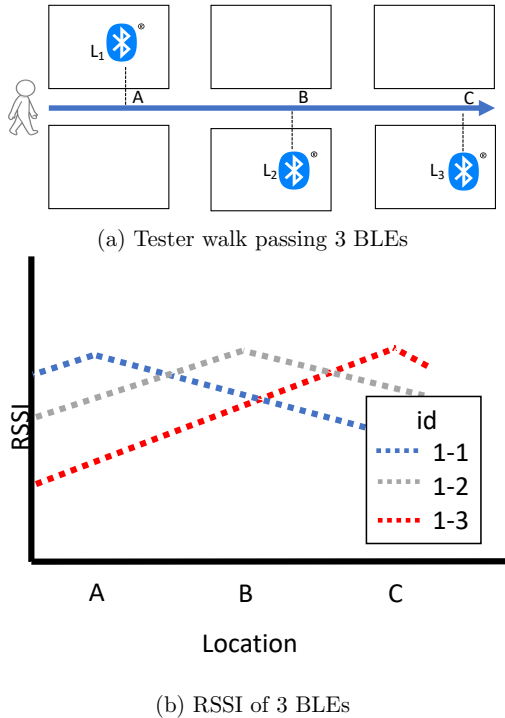 L1
®
A
B
C
L2
®
L3
®
(a) Tester walk passing 3 BLEs
RSSI
id
1-1
1-2
1-3
A
B
C
Location
(b) RSSI of 3 BLEs